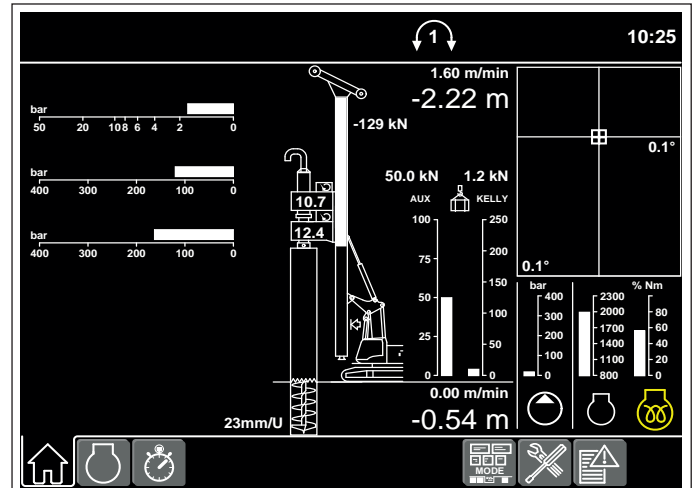 1
10:25
1.60 m/min
-2.22 m
-129 kN
bar
50 20 10 8 6 4 2 0
bar
400 300 200 100 0
bar
400 300 200 100 0
10.7
12.4
50.0 kN 1.2 kN
AUX KELLY
100 250
200
75
150
50
100
25
50
0 0
0.1°
0.1°
bar % Nm
400 2300
300 2000 80
200 1700 60
1400 40
100 1100 20
0 800 0
23mm/U
0.00 m/min
-0.54 m
MODE